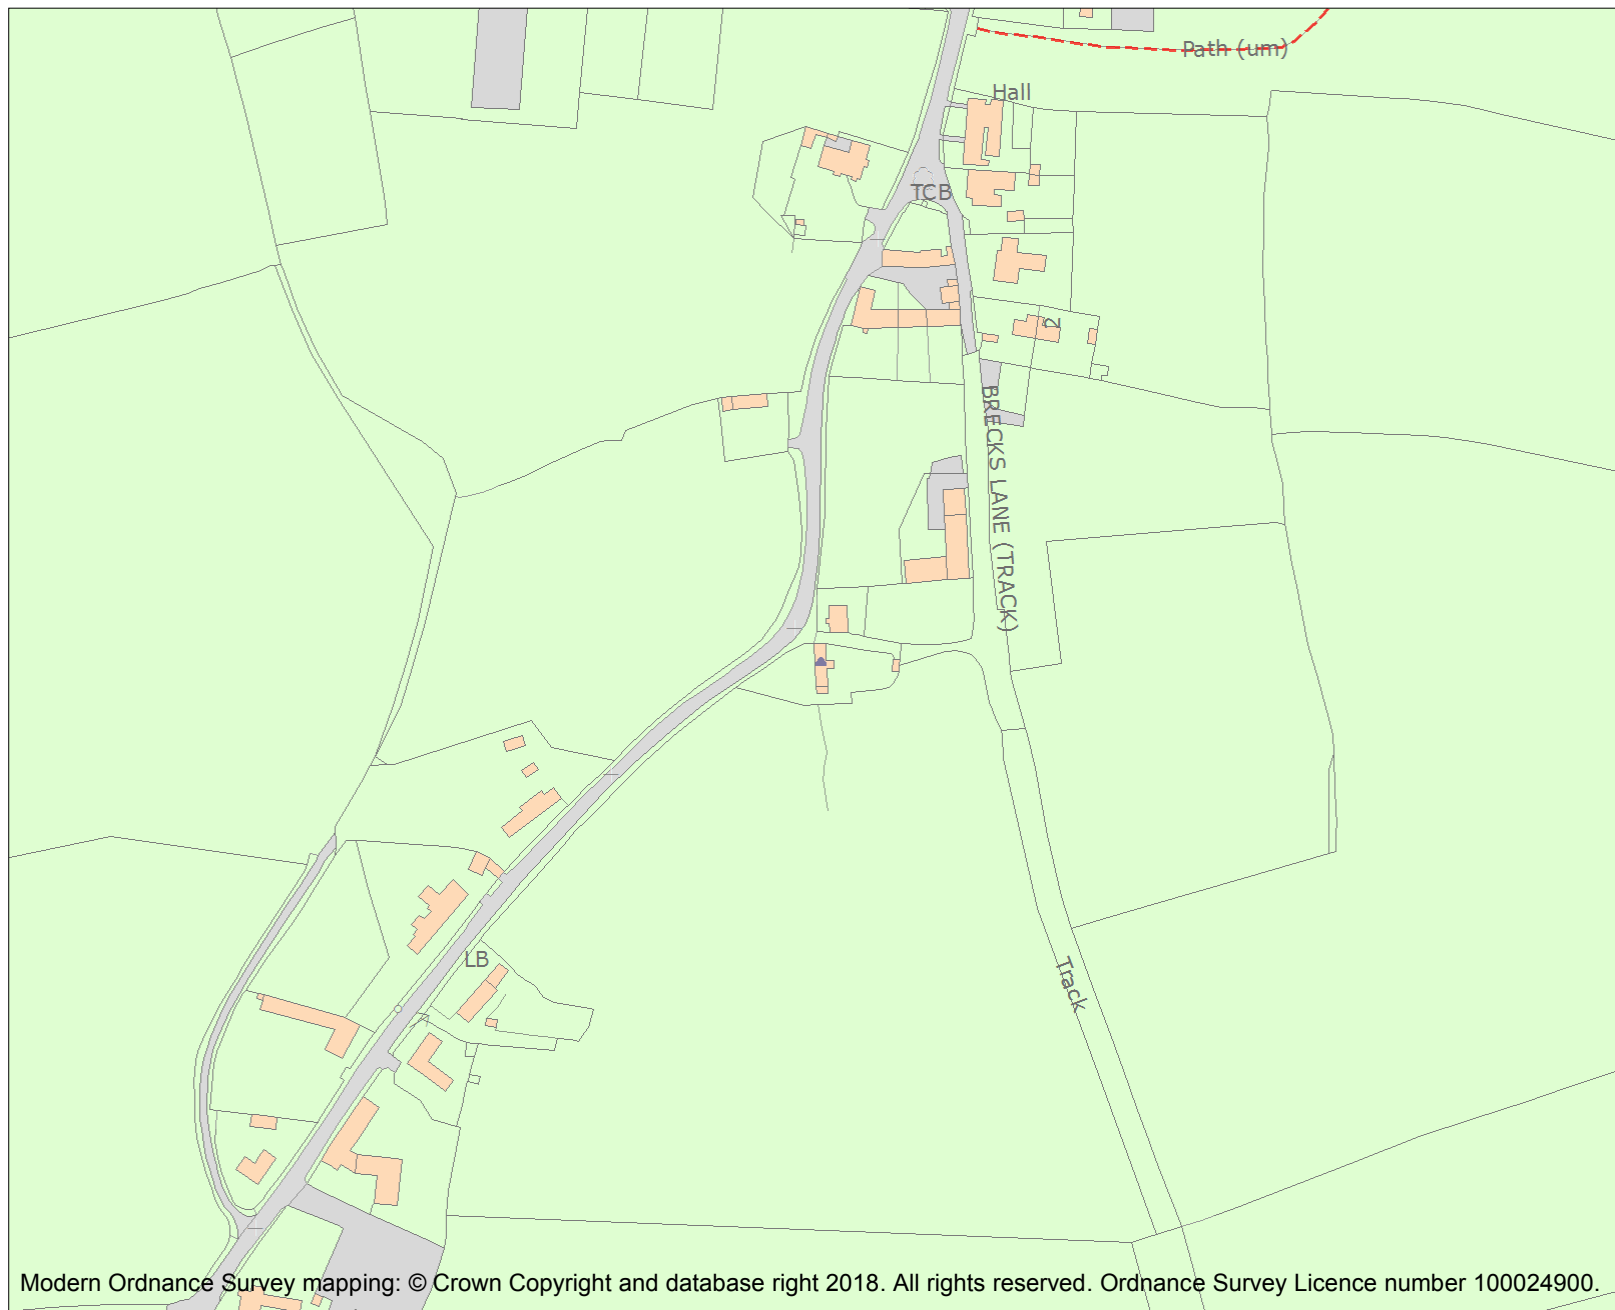 Path (um)
Hall
TCB
2
BRECKS LANE (TRACK)
LB
Track
Modern Ordnance Survey mapping: © Crown Copyright and database right 2018. All rights reserved. Ordnance Survey Licence number 100024900.